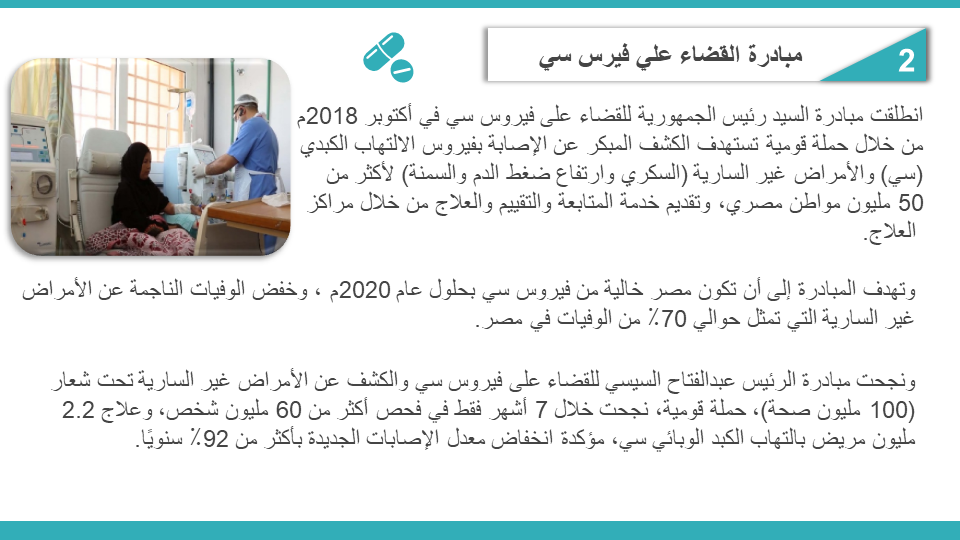 2
مبادرة القضاء علي فيرس سي
انطلقت مبادرة السيد رئيس الجمهورية للقضاء على فيروس سي في أكتوبر 2018م
من خلال حملة قومية تستهدف الكشف المبكر عن الإصابة بفيروس الالتهاب الكبدي
(سي) والأمراض غير السارية (السكري وارتفاع ضغط الدم والسمنة) لأكثر من
50 مليون مواطن مصري، وتقديم خدمة المتابعة والتقييم والعلاج من خلال مراكز
العلاج.
وتهدف المبادرة إلى أن تكون مصر خالية من فيروس سي بحلول عام 2020م ، وخفض الوفيات الناجمة عن الأمراض
غير السارية التي تمثل حوالي 70٪ من الوفيات في مصر.
ونجحت مبادرة الرئيس عبدالفتاح السيسي للقضاء على فيروس سي والكشف عن الأمراض غير السارية تحت شعار
(100 مليون صحة)، حملة قومية، نجحت خلال 7 أشهر فقط في فحص أكثر من 60 مليون شخص، وعلاج 2.2
مليون مريض بالتهاب الكبد الوبائي سي، مؤكدة انخفاض معدل الإصابات الجديدة بأكثر من 92٪ سنويًا.